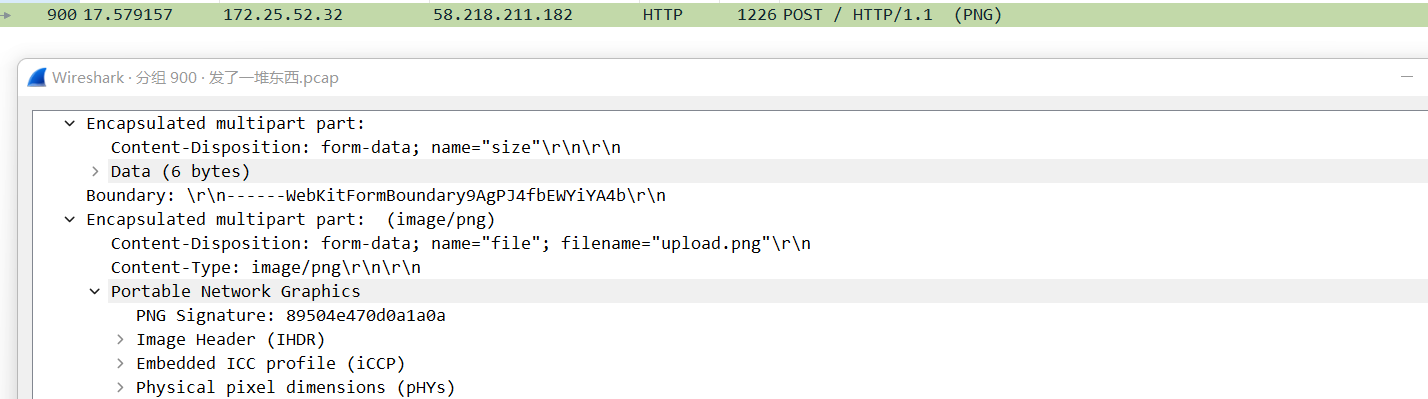 900 17.579157 172.25.52.32 58.218.211.182 HTTP 1226 POST / HTTP/1.1 (PNG)
Wireshark · 分组 900 · 发了一堆东西.pcap
Encapsulated multipart part:
Content-Disposition: form-data; name="size"\r\n\r\n
Data (6 bytes)
Boundary: \r\n------WebKitFormBoundary9AgPJ4fbEWYiYA4b\r\n
Encapsulated multipart part:  (image/png)
Content-Disposition: form-data; name="file"; filename="upload.png"\r\n
Content-Type: image/png\r\n\r\n
Portable Network Graphics
PNG Signature: 89504e470d0a1a0a
Image Header (IHDR)
Embedded ICC profile (iCCP)
Physical pixel dimensions (pHYs)